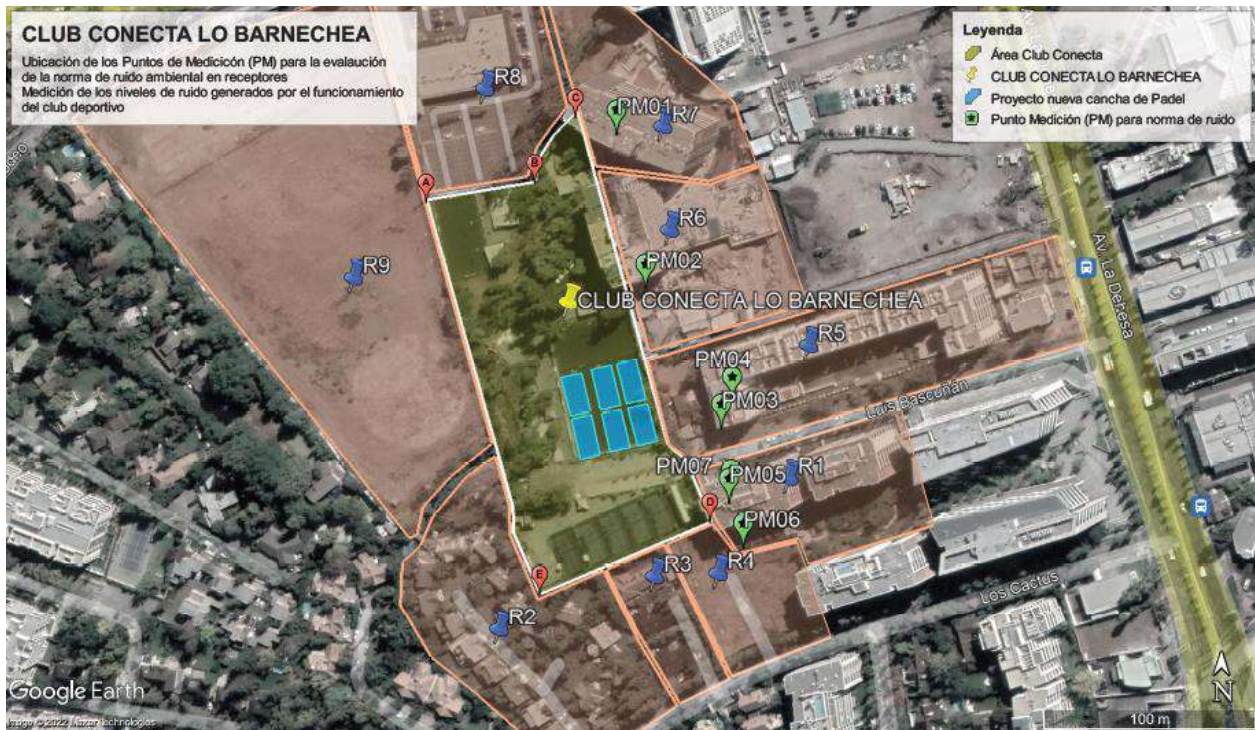 CLUB CONECTA LO BARNECHEA
Ubicación de los Puntos de Medicicón (PM) para la evalaución
de la norma de ruído ambiental en receptores
Medición de los niveles de ruido generados por el funcionamiento
del club deportivo
Leyenda
Área Club Conecta
CLUB CONECTA LO BARNECHEA
Proyecto nueva cancha de Padel
Punto Medición (PM) para norma de ruido
R8
C
PM01
R7
B
A
R6
R9
PM02
Av. La Dehesa
CLUB CONECTA LO BARNECHEA
R5
PM04
PM03
Luis Bascuñán
PM07
PM05
R1
D
PM06
R4
R3
E
R2
Los Cactus
Google Earth
N
100 m